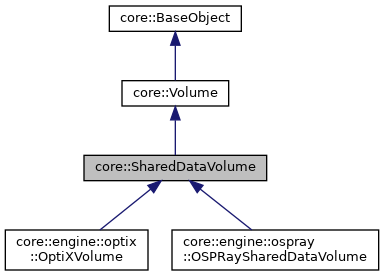 core::BaseObject
core::Volume
core::SharedDataVolume
core::engine::optix
::OptiXVolume
core::engine::ospray
::OSPRaySharedDataVolume